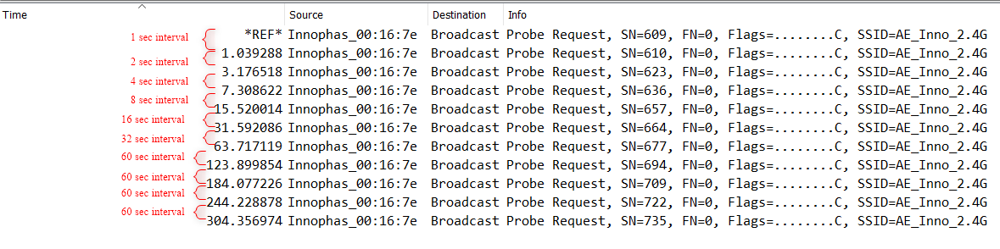 Time Source Destination Info
1 sec interval *REF* Innophas_00:16:7e Broadcast Probe Request, SN=609, FN=0, Flags=........C, SSID=AE_Inno_2.4G
2 sec interval 1.039288 Innophas_00:16:7e Broadcast Probe Request, SN=610, FN=0, Flags=........C, SSID=AE_Inno_2.4G
4 sec interval 3.176518 Innophas_00:16:7e Broadcast Probe Request, SN=623, FN=0, Flags=........C, SSID=AE_Inno_2.4G
8 sec interval 7.308622 Innophas_00:16:7e Broadcast Probe Request, SN=636, FN=0, Flags=........C, SSID=AE_Inno_2.4G
16 sec interval 15.520014 Innophas_00:16:7e Broadcast Probe Request, SN=657, FN=0, Flags=........C, SSID=AE_Inno_2.4G
32 sec interval 31.592086 Innophas_00:16:7e Broadcast Probe Request, SN=664, FN=0, Flags=........C, SSID=AE_Inno_2.4G
60 sec interval 63.717119 Innophas_00:16:7e Broadcast Probe Request, SN=677, FN=0, Flags=........C, SSID=AE_Inno_2.4G
60 sec interval 123.899854 Innophas_00:16:7e Broadcast Probe Request, SN=694, FN=0, Flags=........C, SSID=AE_Inno_2.4G
60 sec interval 184.077226 Innophas_00:16:7e Broadcast Probe Request, SN=709, FN=0, Flags=........C, SSID=AE_Inno_2.4G
60 sec interval 244.228878 Innophas_00:16:7e Broadcast Probe Request, SN=722, FN=0, Flags=........C, SSID=AE_Inno_2.4G
304.356974 Innophas_00:16:7e Broadcast Probe Request, SN=735, FN=0, Flags=........C, SSID=AE_Inno_2.4G